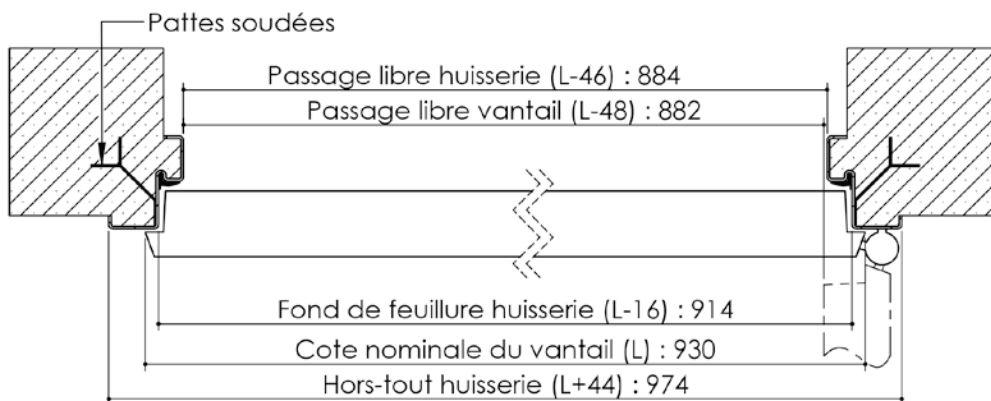 Pattes soudées
Passage libre huisserie (L-46) : 884
Passage libre vantail (L-48) : 882
Fond de feuillure huisserie (L-16) : 914
Cote nominale du vantail (L) : 930
Hors-tout huisserie (L+44) : 974